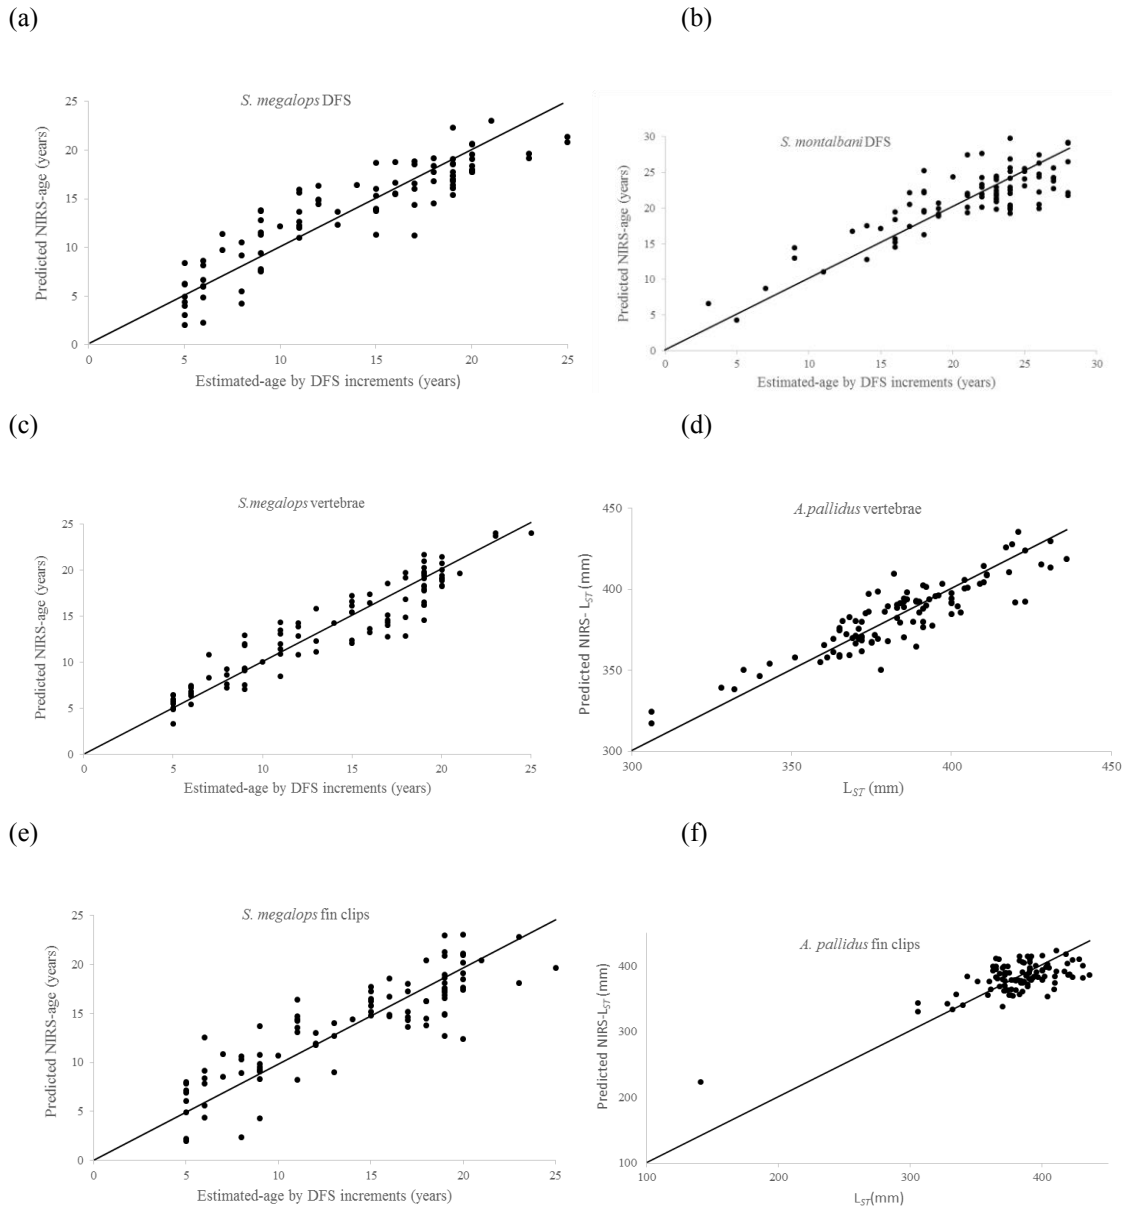 (a)
(b)
S. megalops DFS
Predicted NIRS-age (years)
25
20
15
10
5
0
0 5 10 15 20 25
Estimated-age by DFS increments (years)
S. montalbani DFS
Predicted NIRS-age (years)
30
25
20
15
10
5
0
0 5 10 15 20 25 30
Estimated-age by DFS increments (years)
(c)
(d)
S.megalops vertebrae
Predicted NIRS-age (years)
25
20
15
10
5
0
0 5 10 15 20 25
Estimated-age by DFS increments (years)
A.pallidus vertebrae
Predicted NIRS- LST (mm)
450
400
350
300
300 350 400 450
LST (mm)
(e)
(f)
S. megalops fin clips
Predicted NIRS-age (years)
25
20
15
10
5
0
0 5 10 15 20 25
Estimated-age by DFS increments (years)
A. pallidus fin clips
Predicted NIRS-LST (mm)
400
300
200
100
100 200 300 400
LST(mm)